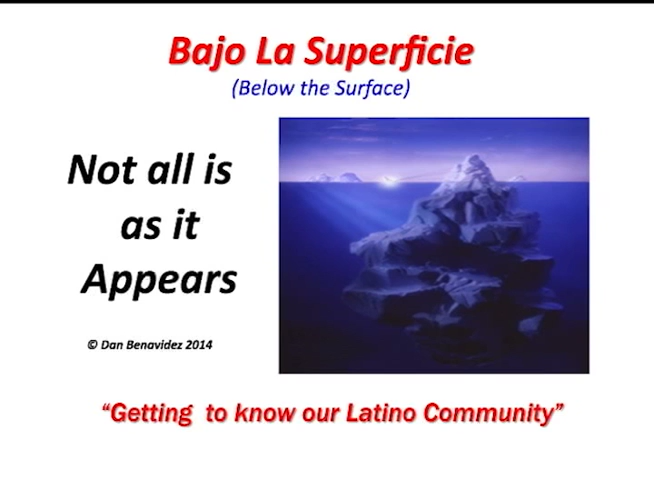 Bajo La Superficie
(Below the Surface)
Not all is
as it
Appears
© Dan Benavidez 2014
“Getting to know our Latino Community”